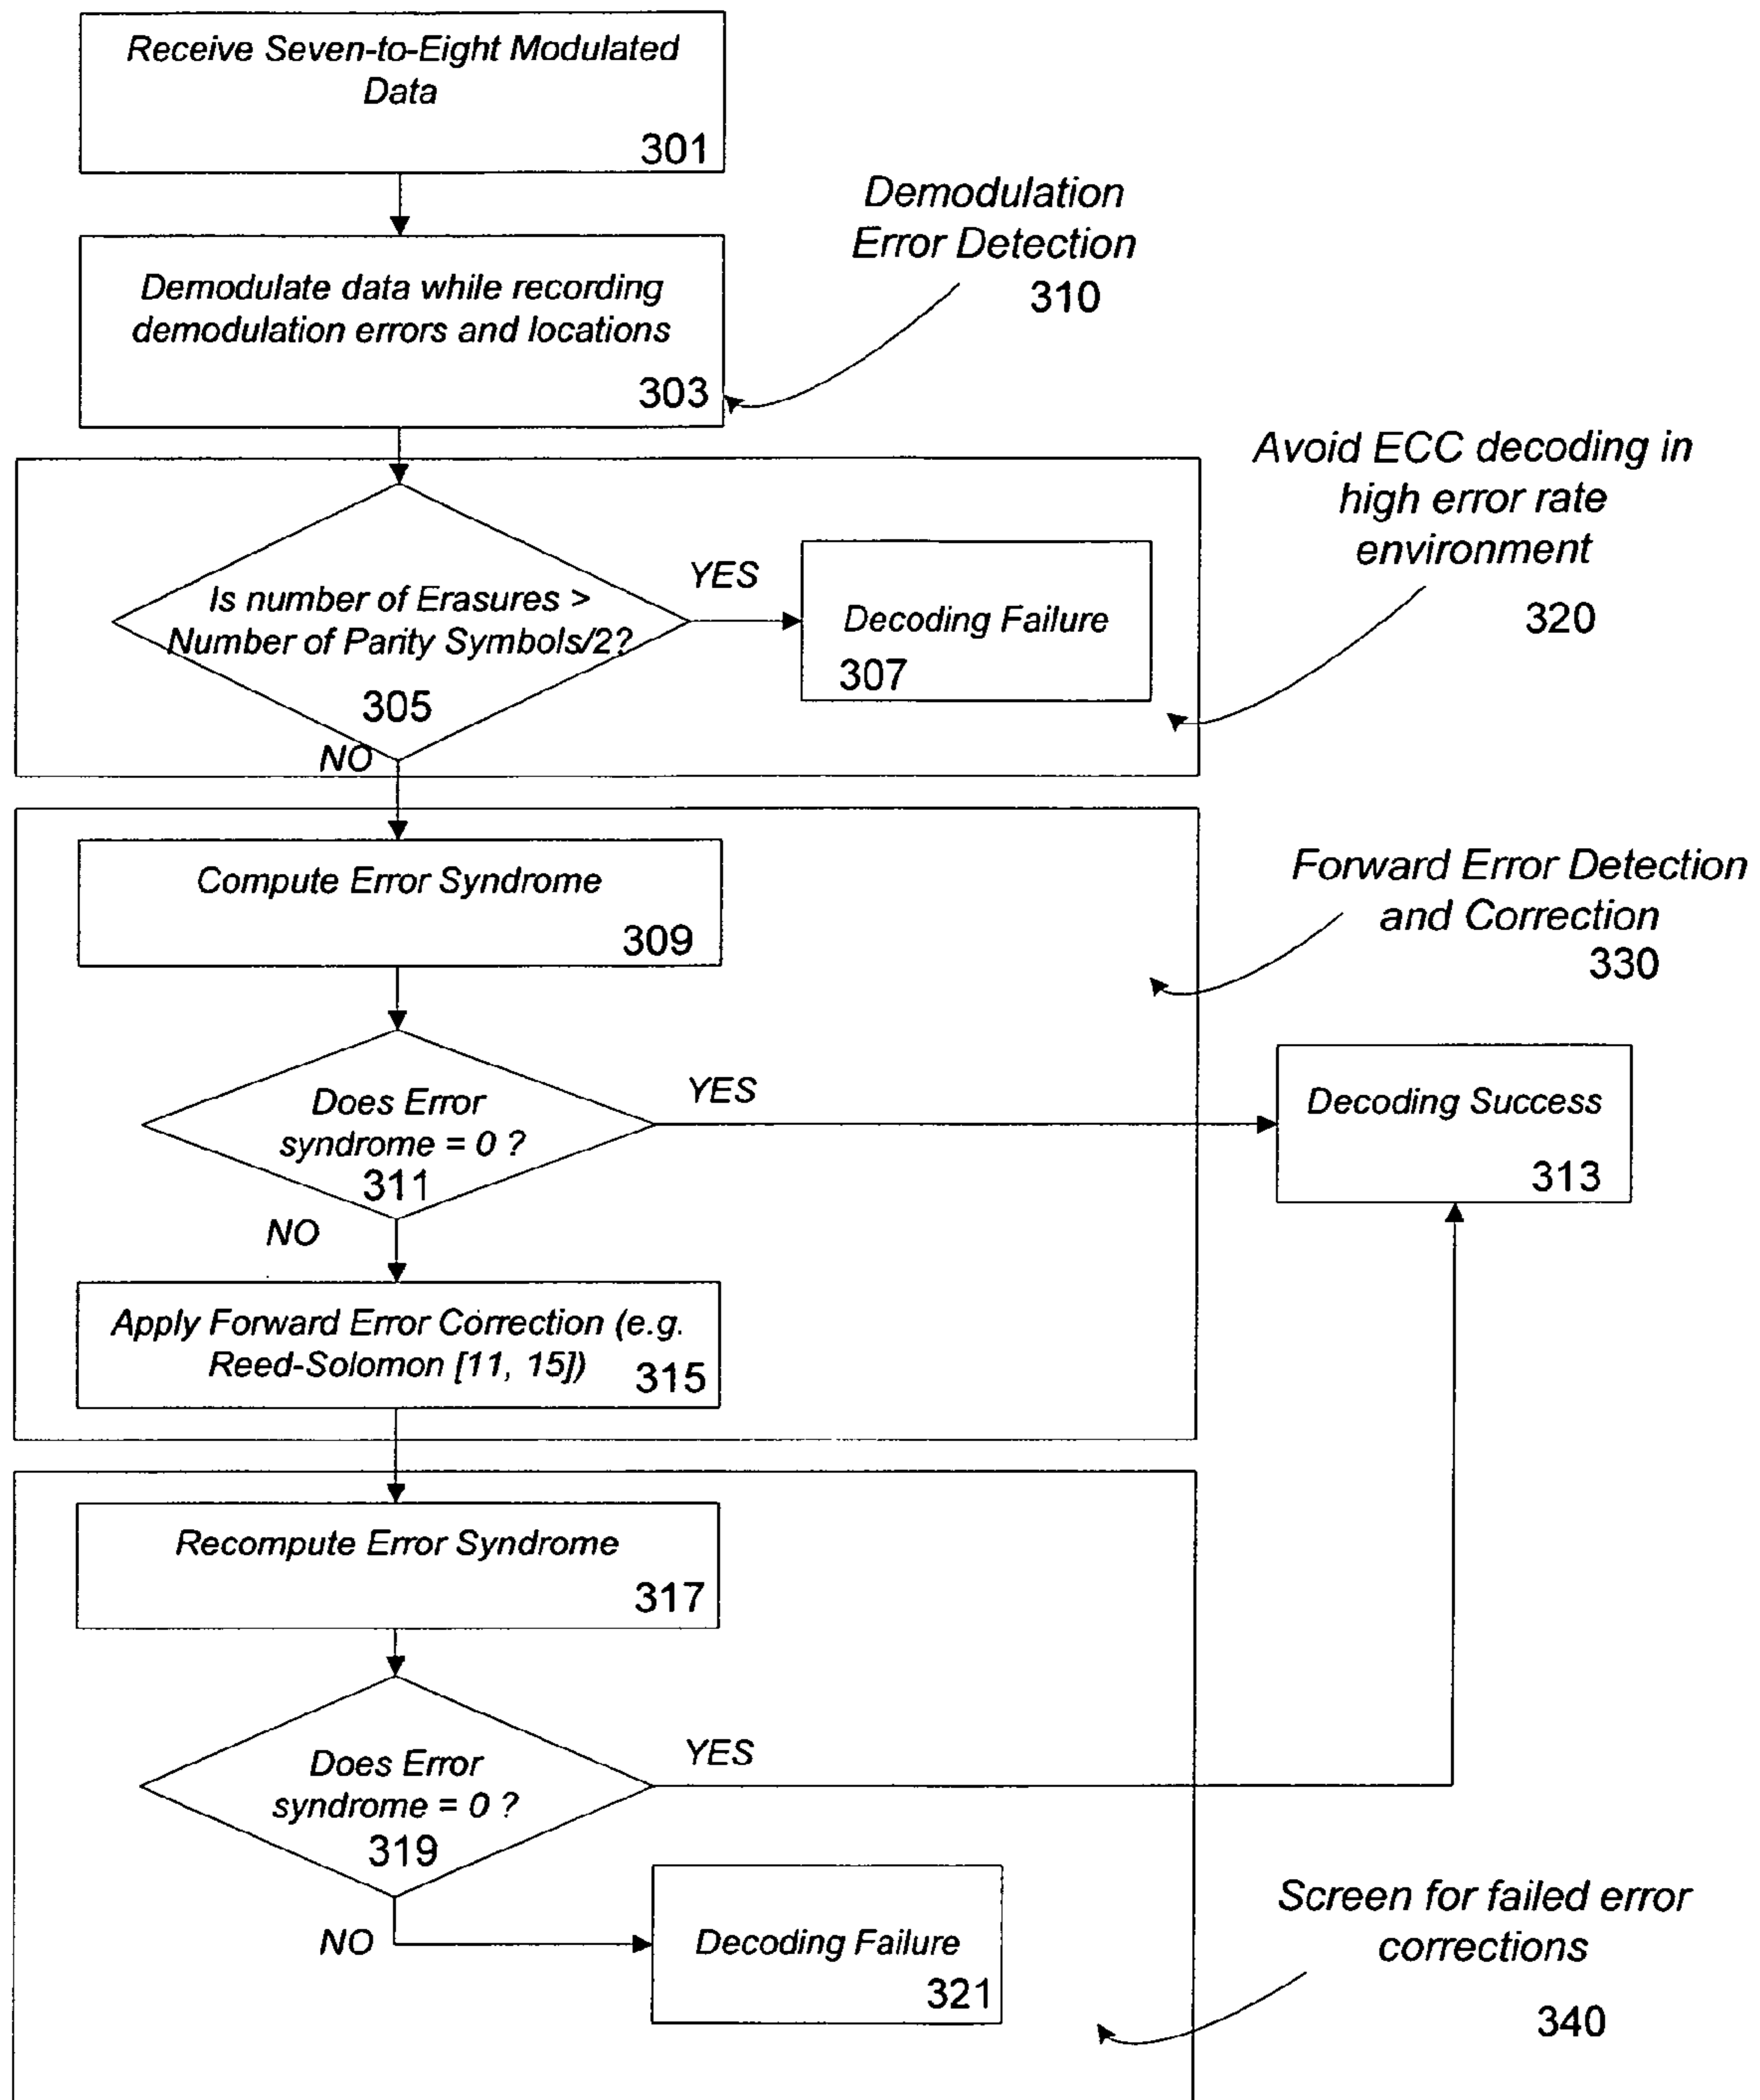 Receive Seven-to-Eight Modulated
Data
301
Demodulation
Error Detection
310
Demodulate data while recording
demodulation errors and locations
303
Avoid ECC decoding in
high error rate
environment
320
Is number of Erasures >
Number of Parity Symbols/2?
305
YES
Decoding Failure
307
NO
Compute Error Syndrome
309
Forward Error Detection
and Correction
330
Does Error
syndrome = 0 ?
311
YES
Decoding Success
313
NO
Apply Forward Error Correction (e.g.
Reed-Solomon [11, 15])
315
Recompute Error Syndrome
317
Does Error
syndrome = 0 ?
319
YES
NO
Decoding Failure
321
Screen for failed error
corrections
340